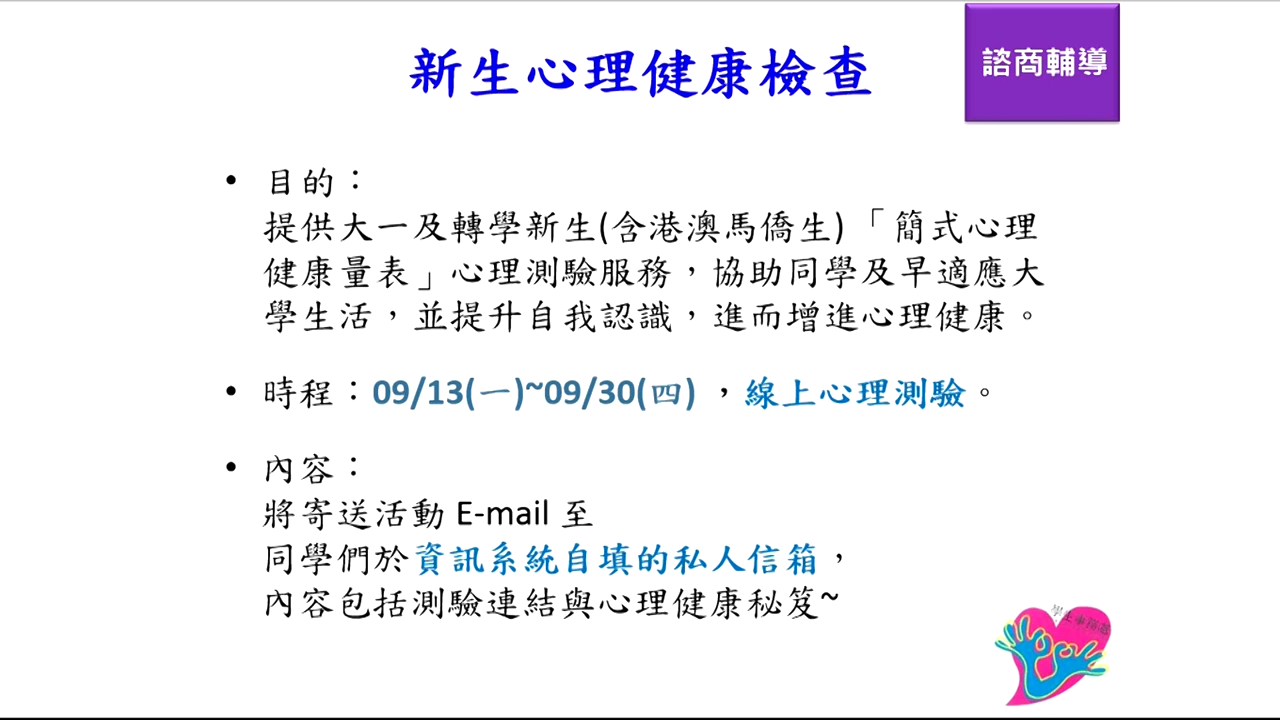 新生心理健康檢查
諮商輔導
• 目的：
提供大一及轉學新生(含港澳馬僑生)「簡式心理
健康量表」心理測驗服務，協助同學及早適應大
學生活，並提升自我認識，進而增進心理健康。
• 時程：09/13(一)~09/30(四) ，線上心理測驗。
• 內容：
將寄送活動 E-mail 至
同學們於資訊系統自填的私人信箱，
內容包括測驗連結與心理健康秘笈~
學生事務處